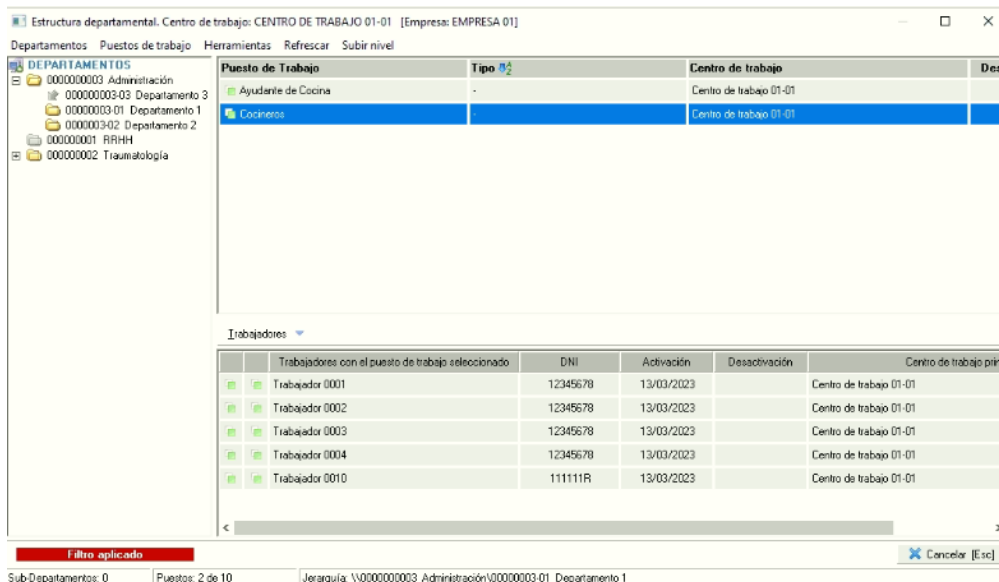 Estructura departamental. Centro de trabajo: CENTRO DE TRABAJO 01-01 [Empresa: EMPRESA 01]
Departamentos Puestos de trabajo Herramientas Refrescar Subir nivel
DEPARTAMENTOS
0000000003 Administración
000000003-03 Departamento 3
00000003-01 Departamento 1
0000003-02 Departamento 2
000000001 RRHH
000000002 Traumatología
Puesto de Trabajo Tipo Centro de trabajo Des
Ayudante de Cocina - Centro de trabajo 01-01
Cocineros - Centro de trabajo 01-01
Trabajadores
Trabajadores con el puesto de trabajo seleccionado DNI Activación Desactivación Centro de trabajo prin
Trabajador 0001 12345678 13/03/2023 Centro de trabajo 01-01
Trabajador 0002 12345678 13/03/2023 Centro de trabajo 01-01
Trabajador 0003 12345678 13/03/2023 Centro de trabajo 01-01
Trabajador 0004 12345678 13/03/2023 Centro de trabajo 01-01
Trabajador 0010 111111R 13/03/2023 Centro de trabajo 01-01
Filtro aplicado
Cancelar [Esc]
Sub-Departamentos: 0 Puestos: 2 de 10 Jerarquía: \\0000000003 Administración\00000003-01 Departamento 1